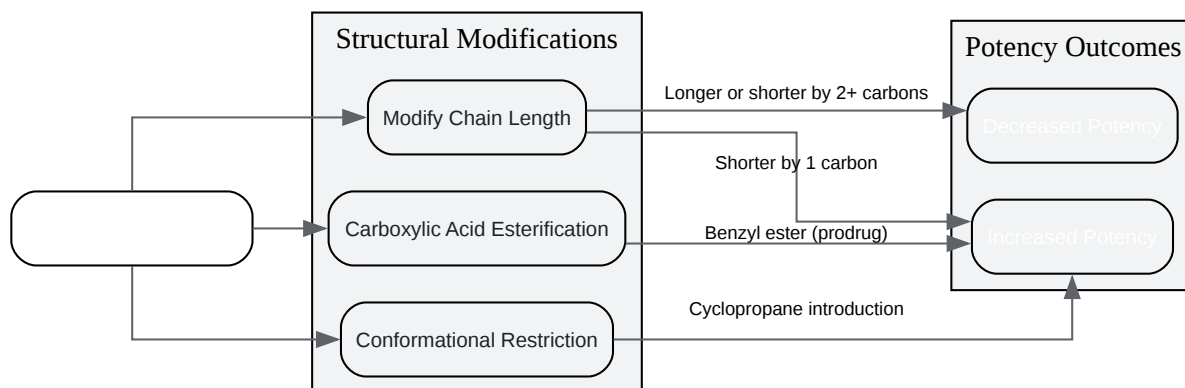 Structural Modifications
Potency Outcomes
Modify Chain Length
Longer or shorter by 2+ carbons
Decreased Potency
Shorter by 1 carbon
Carboxylic Acid Esterification
Benzyl ester (prodrug)
Increased Potency
Cyclopropane introduction
Conformational Restriction